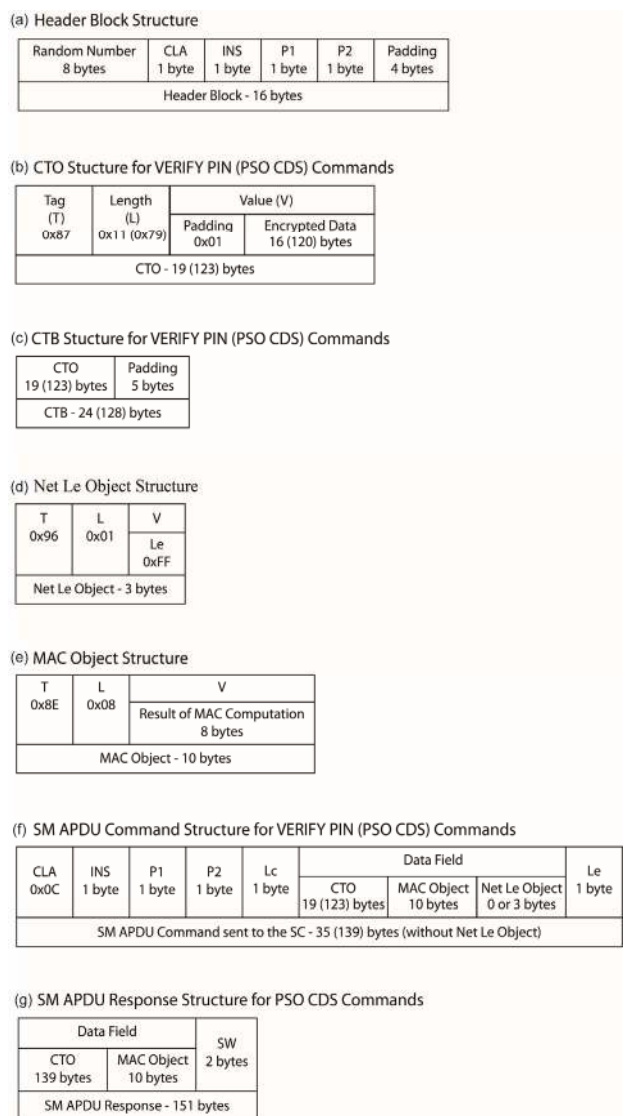 (a) Header Block Structure
Random Number CLA INS P1 P2 Padding
8 bytes 1 byte 1 byte 1 byte 1 byte 4 bytes
Header Block - 16 bytes
(b) CTO Stucture for VERIFY PIN (PSO CDS) Commands
Tag Length Value (V)
(T) (L)
0x87 0x11 (0x79) Padding Encrypted Data
0x01 16 (120) bytes
CTO - 19 (123) bytes
(c) CTB Stucture for VERIFY PIN (PSO CDS) Commands
CTO Padding
19 (123) bytes 5 bytes
CTB - 24 (128) bytes
(d) Net Le Object Structure
T L V
0x96 0x01 Le
0xFF
Net Le Object - 3 bytes
(e) MAC Object Structure
T L V
0x8E 0x08 Result of MAC Computation
8 bytes
MAC Object - 10 bytes
(f) SM APDU Command Structure for VERIFY PIN (PSO CDS) Commands
CLA INS P1 P2 Lc Data Field Le
0x0C 1 byte 1 byte 1 byte 1 byte CTO MAC Object Net Le Object 1 byte
19 (123) bytes 10 bytes 0 or 3 bytes
SM APDU Command sent to the SC - 35 (139) bytes (without Net Le Object)
(g) SM APDU Response Structure for PSO CDS Commands
Data Field SW
CTO MAC Object 2 bytes
139 bytes 10 bytes
SM APDU Response - 151 bytes